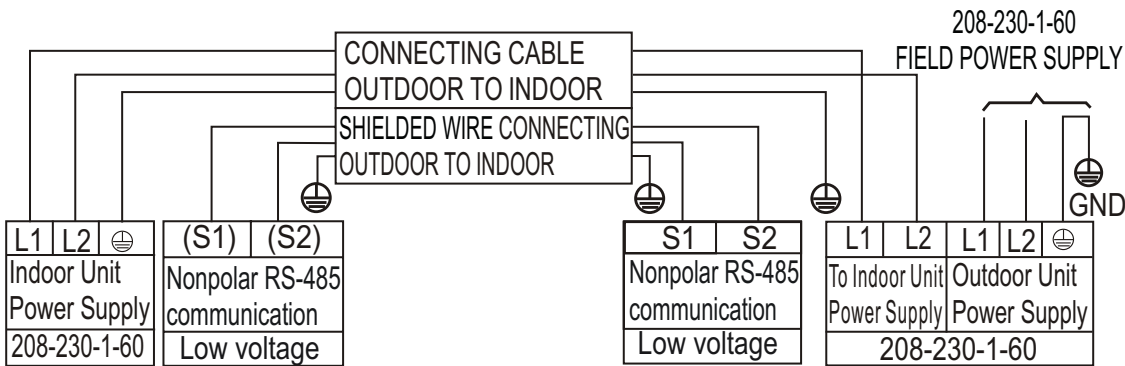 208-230-1-60
FIELD POWER SUPPLY
CONNECTING CABLE
OUTDOOR TO INDOOR
SHIELDED WIRE CONNECTING
OUTDOOR TO INDOOR
GND
L1 L2
Indoor Unit
Power Supply
208-230-1-60
(S1) (S2)
Nonpolar RS-485
communication
Low voltage
S1 S2
Nonpolar RS-485
communication
Low voltage
L1 L2
To Indoor Unit
Power Supply
L1 L2
Outdoor Unit
Power Supply
208-230-1-60